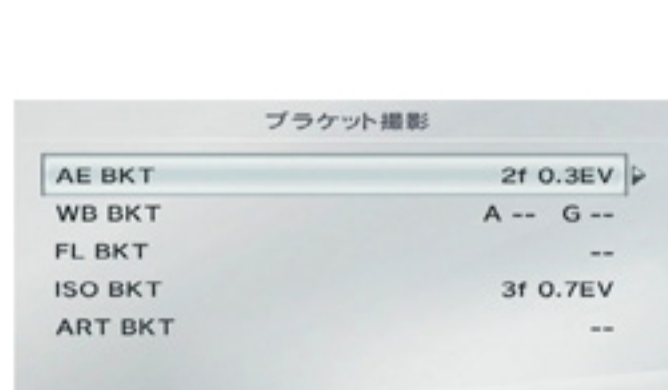 ブラケット撮影
AE BKT 2f 0.3EV
WB BKT A -- G --
FL BKT --
ISO BKT 3f 0.7EV
ART BKT --